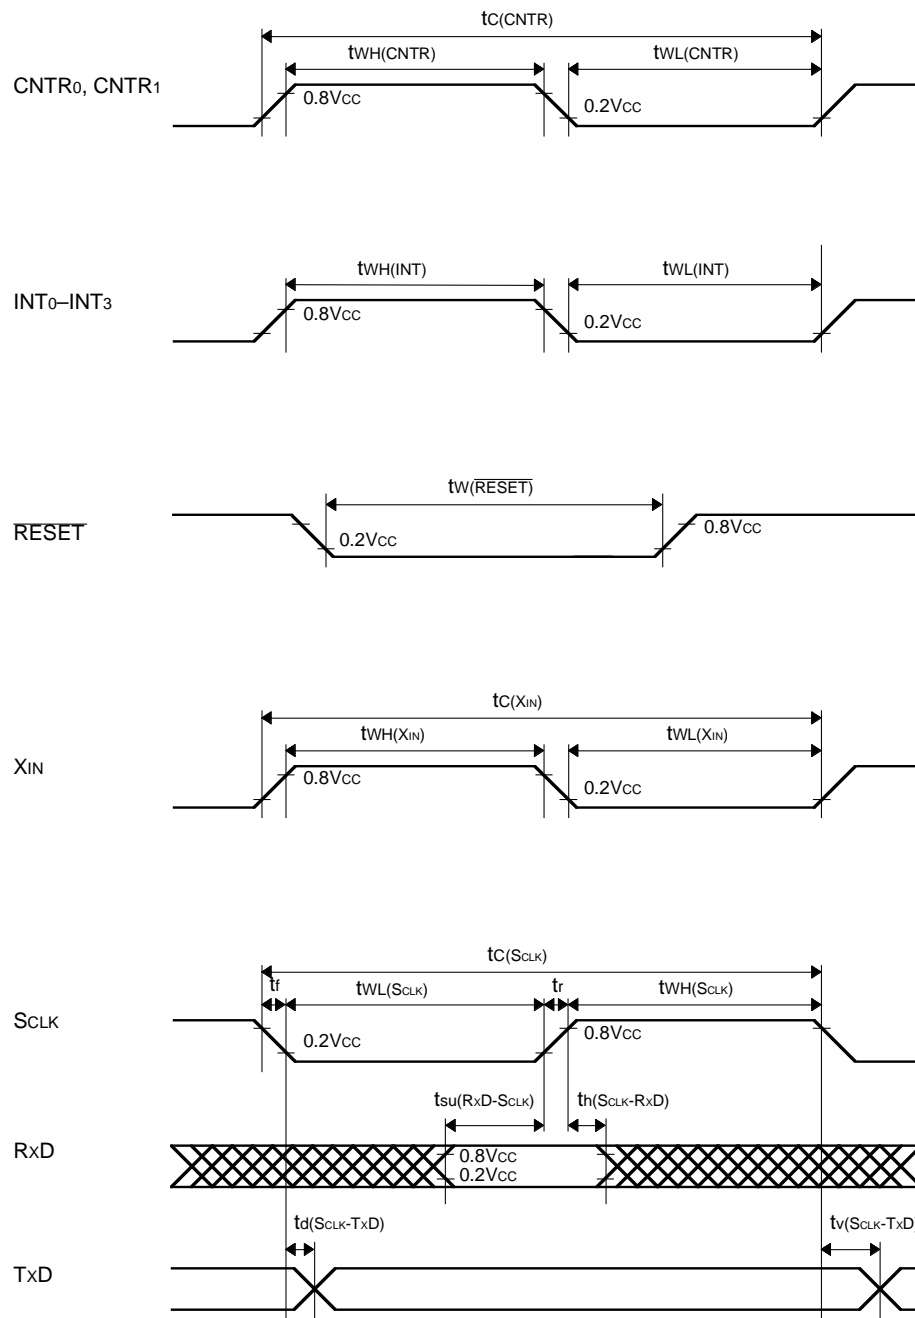 tC(CNTR)
tWH(CNTR) tWL(CNTR)
CNTR0, CNTR1
0.8VCC 0.2VCC
tWH(INT) tWL(INT)
INT0–INT3
0.8VCC 0.2VCC
tW(RESET)
RESET
0.2VCC 0.8VCC
tC(XIN)
tWH(XIN) tWL(XIN)
XIN
0.8VCC 0.2VCC
tC(SCLK)
tf tWL(SCLK) tr tWH(SCLK)
SCLK
0.2VCC 0.8VCC
tsu(RXD-SCLK) th(SCLK-RXD)
RXD
0.8VCC
0.2VCC
td(SCLK-TXD) tv(SCLK-TXD)
TXD